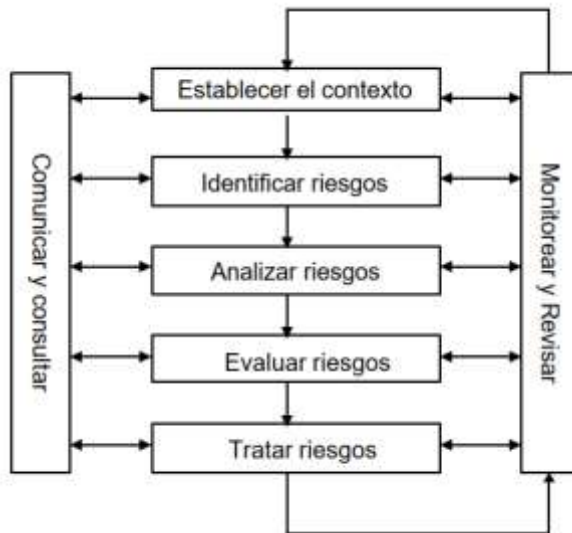 Establecer el contexto
Identificar riesgos
Analizar riesgos
Evaluar riesgos
Tratar riesgos
Comunicar y consultar
Monitorear y Revisar